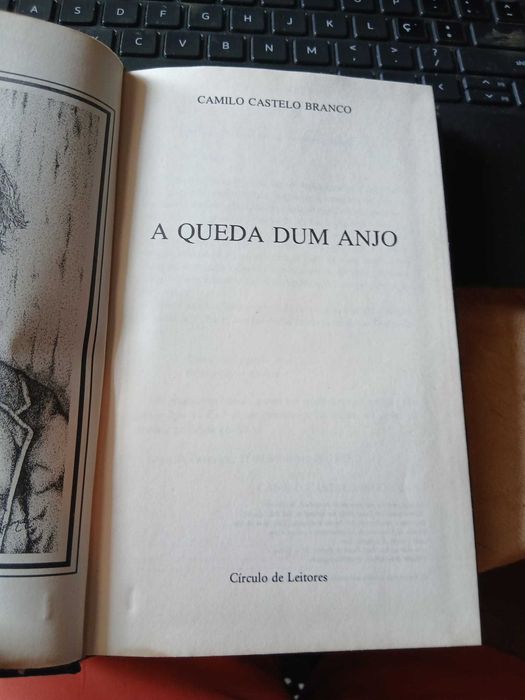 A S D F G H J K L Ç
Z X C V B N M
CAMILO CASTELO BRANCO
A QUEDA DUM ANJO
Círculo de Leitores